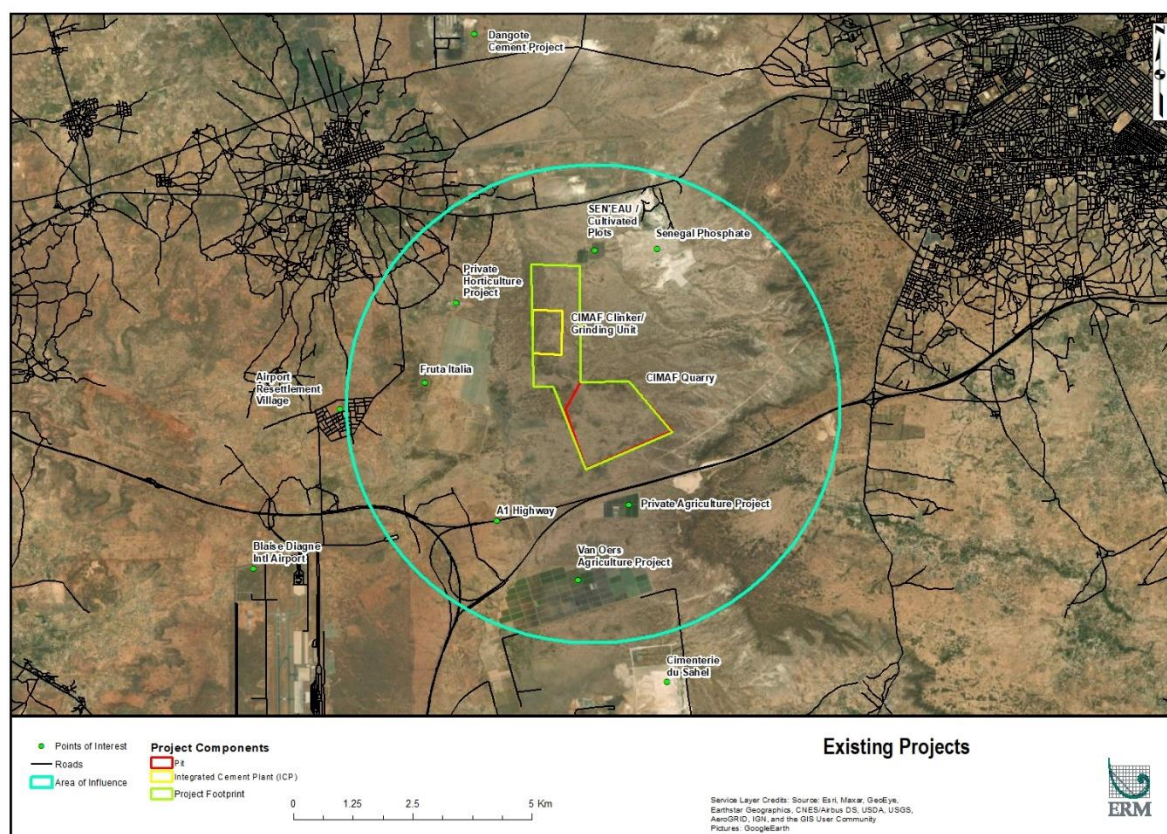 Dangote
Cement Project
N
SEN'EAU /
Cultivated
Plots
Senegal Phosphate
Private
Horticulture
Project
CIMAF Clinker/
Grinding Unit
Fruta Italia
CIMAF Quarry
Airport
Resettlement
Village
A1 Highway
Private Agriculture Project
Blaise Diagne
Intl Airport
Van Oers
Agriculture Project
Cimenterie
du Sahel
Points of Interest
Roads
Area of Influence
Project Components
Pit
Integrated Cement Plant (ICP)
Project Footprint
0 1.25 2.5 5 Km
Existing Projects
Service Layer Credits: Source: Esri, Maxar, GeoEye,
Earthstar Geographics, CNES/Airbus DS, USDA, USGS,
AeroGRID, IGN, and the GIS User Community
Pictures: GoogleEarth
ERM